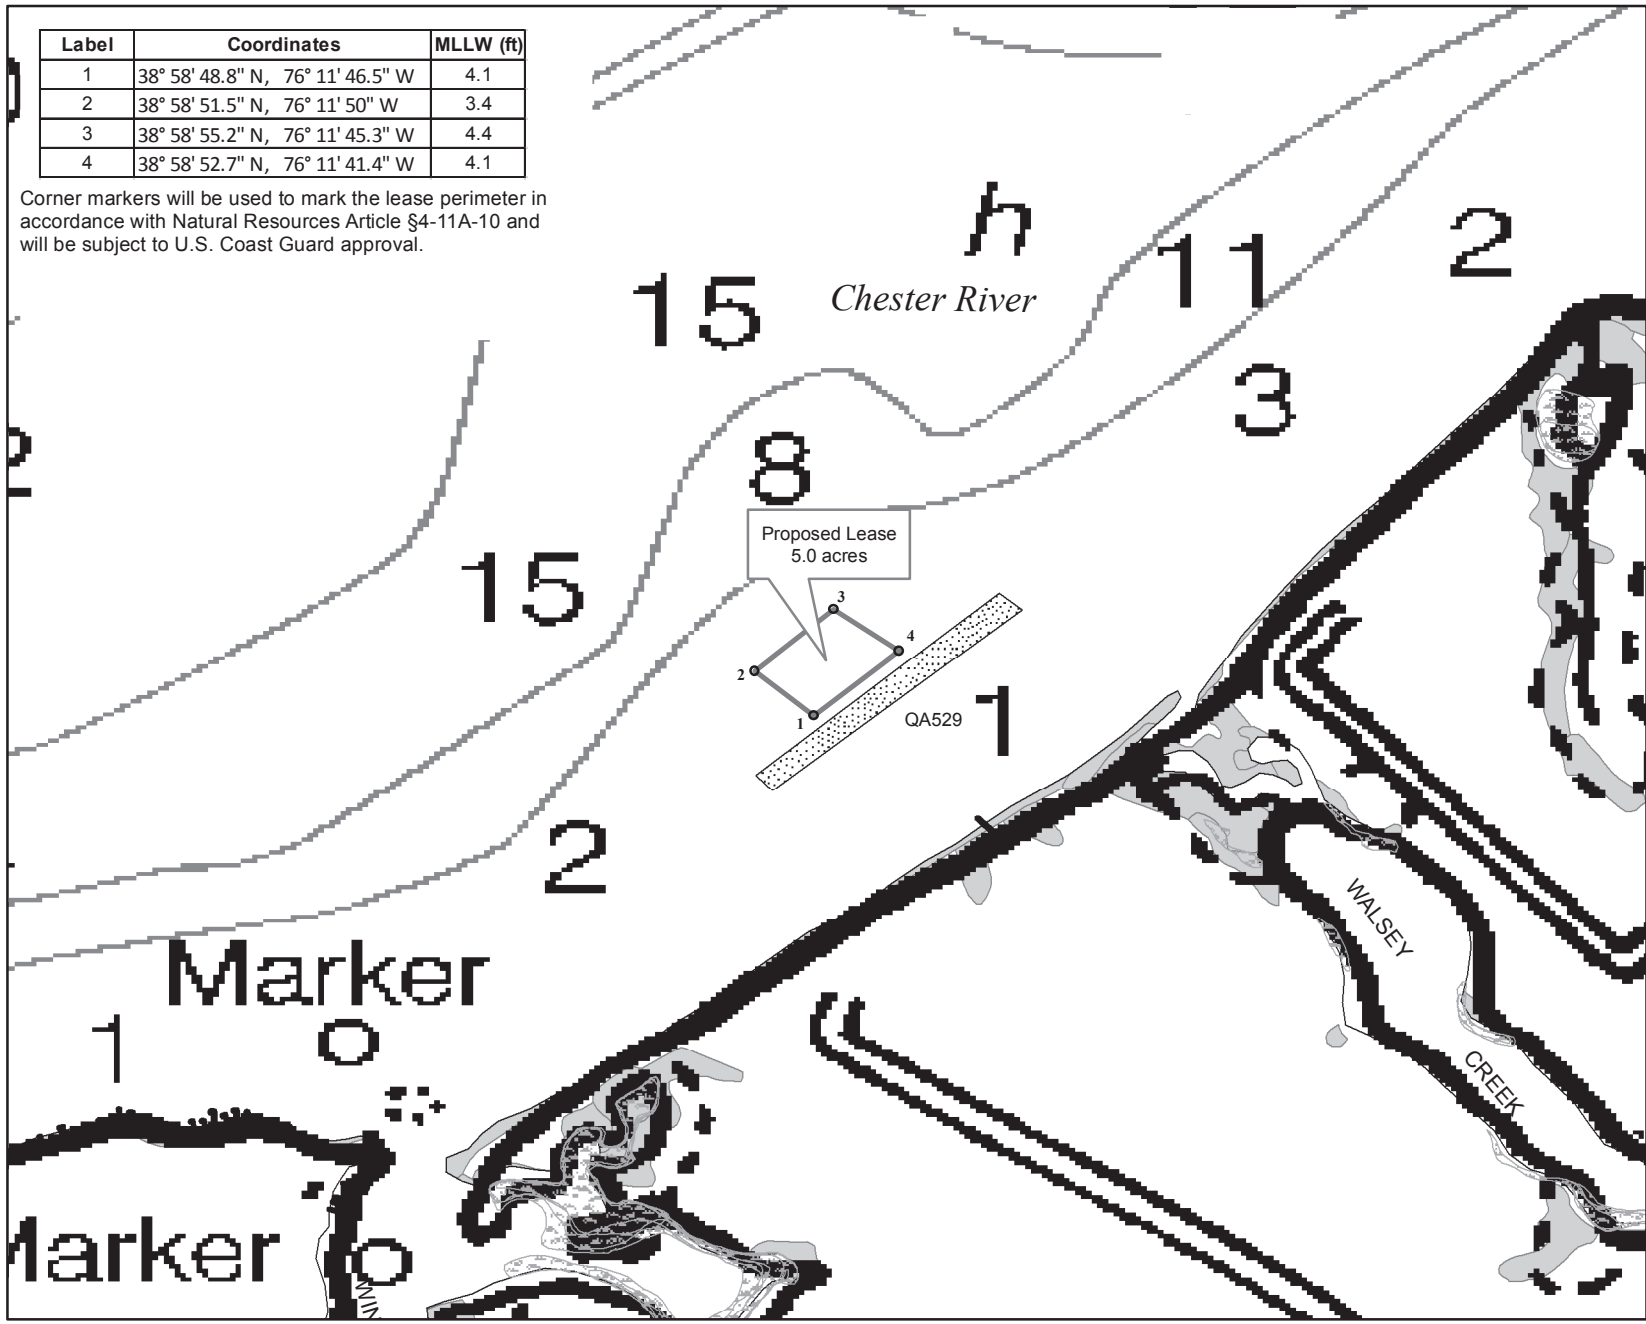 Label Coordinates MLLW (ft)
1 38° 58' 48.8" N, 76° 11' 46.5" W 4.1
2 38° 58' 51.5" N, 76° 11' 50" W 3.4
3 38° 58' 55.2" N, 76° 11' 45.3" W 4.4
4 38° 58' 52.7" N, 76° 11' 41.4" W 4.1
Corner markers will be used to mark the lease perimeter in
accordance with Natural Resources Article §4-11A-10 and
will be subject to U.S. Coast Guard approval.
h
2
11
15
Chester River
3
8
Proposed Lease
5.0 acres
15
3
4
2
1
QA529
1
2
WALSEY
Marker
1
CREEK
Marker
WIN